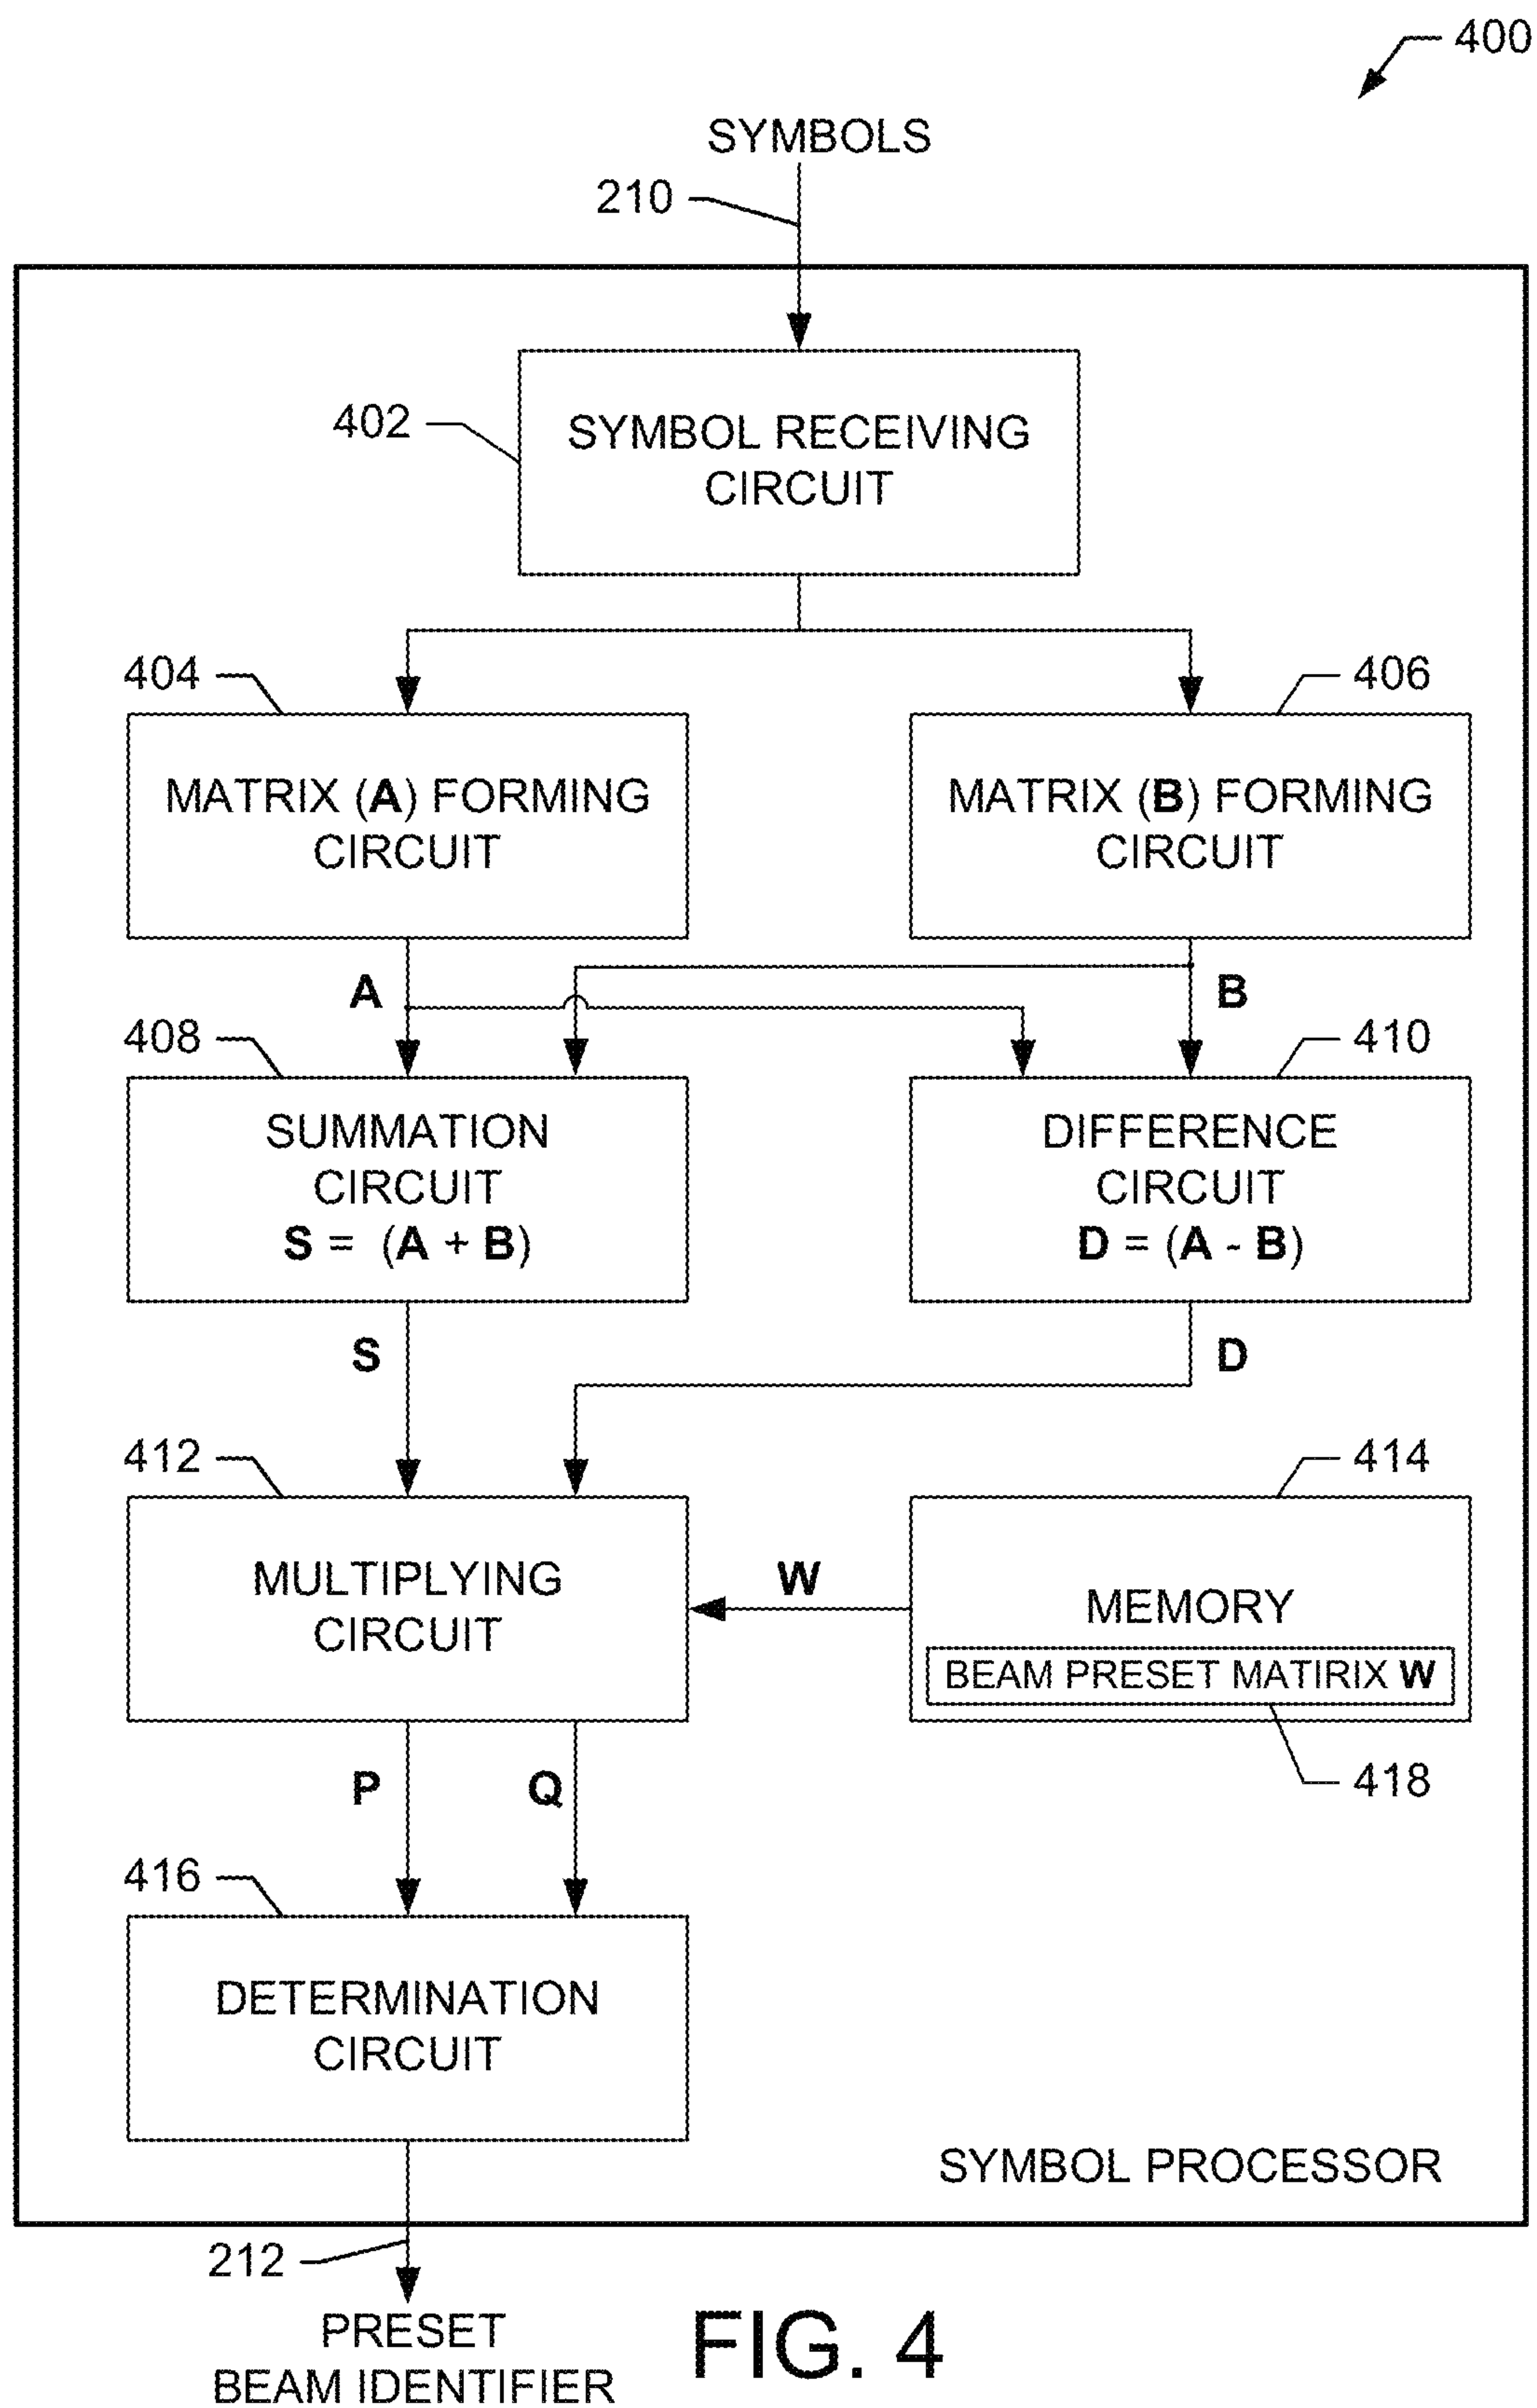 400
SYMBOLS
210
402
SYMBOL RECEIVING
CIRCUIT
404
406
MATRIX (A) FORMING
CIRCUIT
MATRIX (B) FORMING
CIRCUIT
A
B
408
410
SUMMATION
CIRCUIT
S = (A + B)
DIFFERENCE
CIRCUIT
D = (A - B)
S
D
412
414
MULTIPLYING
CIRCUIT
W
MEMORY
BEAM PRESET MATIRIX W
P
Q
418
416
DETERMINATION
CIRCUIT
SYMBOL PROCESSOR
212
PRESET
BEAM IDENTIFIER
FIG. 4